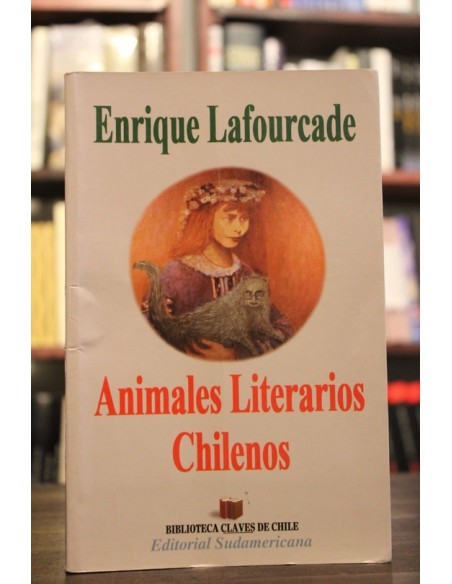 Enrique Lafourcade
Animales Literarios
Chilenos
BIBLIOTECA CLAVES DE CHILE
Editorial Sudamericana